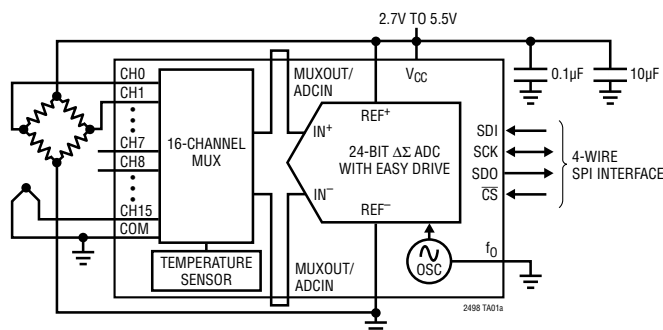 2.7V TO 5.5V
0.1µF
10µF
CH0
CH1
CH7
CH8
CH15
COM
16-CHANNEL
MUX
TEMPERATURE
SENSOR
MUXOUT/
ADCIN
MUXOUT/
ADCIN
VCC
REF+
IN+
24-BIT ΔΣ ADC
WITH EASY DRIVE
IN–
REF–
OSC
SDI
SCK
SDO
CS
fO
4-WIRE
SPI INTERFACE
2498 TA01a